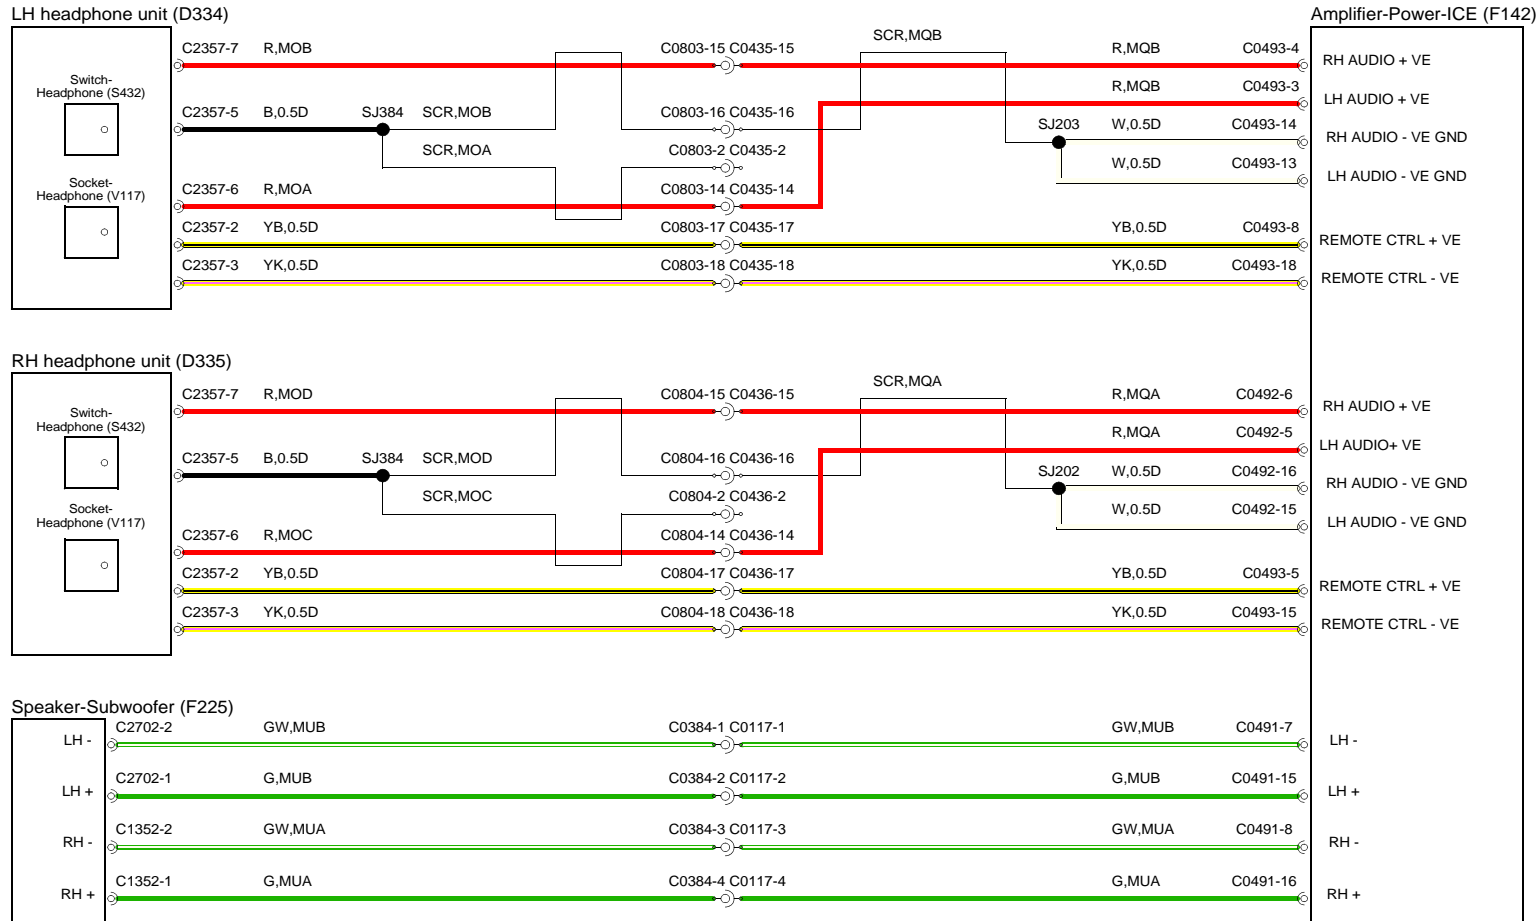 LH headphone unit (D334)
Amplifier-Power-ICE (F142)
C2357-7 R,MOB C0803-15 C0435-15 SCR,MQB R,MQB C0493-4 RH AUDIO + VE
Switch-
Headphone (S432)
R,MQB C0493-3 LH AUDIO + VE
C2357-5 B,0.5D SJ384 SCR,MOB C0803-16 C0435-16 SJ203 W,0.5D C0493-14 RH AUDIO - VE GND
SCR,MOA C0803-2 C0435-2 W,0.5D C0493-13 LH AUDIO - VE GND
Socket-
Headphone (V117)
C2357-6 R,MOA C0803-14 C0435-14
C2357-2 YB,0.5D C0803-17 C0435-17 YB,0.5D C0493-8 REMOTE CTRL + VE
C2357-3 YK,0.5D C0803-18 C0435-18 YK,0.5D C0493-18 REMOTE CTRL - VE
RH headphone unit (D335)
C2357-7 R,MOD C0804-15 C0436-15 SCR,MQA R,MQA C0492-6 RH AUDIO + VE
Switch-
Headphone (S432)
R,MQA C0492-5 LH AUDIO+ VE
C2357-5 B,0.5D SJ384 SCR,MOD C0804-16 C0436-16 SJ202 W,0.5D C0492-16 RH AUDIO - VE GND
SCR,MOC C0804-2 C0436-2 W,0.5D C0492-15 LH AUDIO - VE GND
Socket-
Headphone (V117)
C2357-6 R,MOC C0804-14 C0436-14
C2357-2 YB,0.5D C0804-17 C0436-17 YB,0.5D C0493-5 REMOTE CTRL + VE
C2357-3 YK,0.5D C0804-18 C0436-18 YK,0.5D C0493-15 REMOTE CTRL - VE
Speaker-Subwoofer (F225)
LH - C2702-2 GW,MUB C0384-1 C0117-1 GW,MUB C0491-7 LH -
LH + C2702-1 G,MUB C0384-2 C0117-2 G,MUB C0491-15 LH +
RH - C1352-2 GW,MUA C0384-3 C0117-3 GW,MUA C0491-8 RH -
RH + C1352-1 G,MUA C0384-4 C0117-4 G,MUA C0491-16 RH +